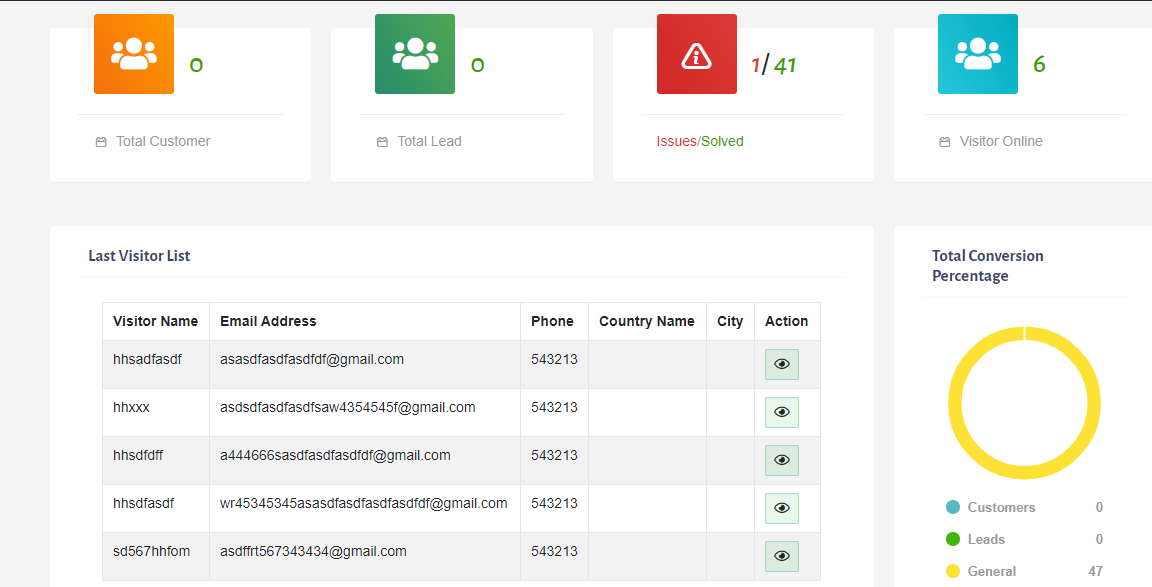 0
0
1/ 41
6
Total Customer
Total Lead
Issues/Solved
Visitor Online
Last Visitor List
Visitor Name Email Address Phone Country Name City Action
hhsadfasdf asasdfasdfasdfdf@gmail.com 543213
hhxxx asdsdfasdfasdfsaw4354545f@gmail.com 543213
hhsdfdff a444666sasdfasdfasdfdf@gmail.com 543213
hhsdfasdf wr45345345asasdfasdfasdfasdfdf@gmail.com 543213
sd567hhfom asdffrt567343434@gmail.com 543213
Total Conversion
Percentage
Customers 0
Leads 0
General 47